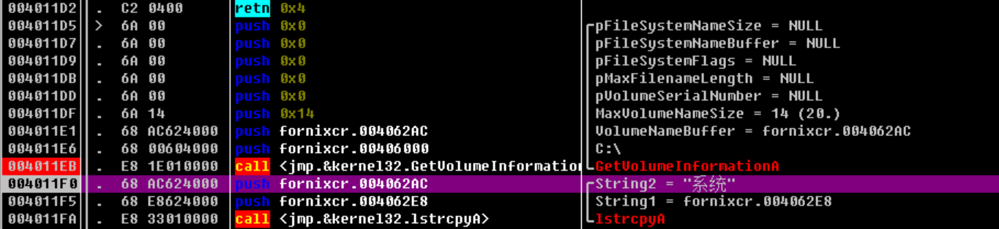 004011D2 . C2 0400 retn 0x4
004011D5 > 6A 00 push 0x0 pFileSystemNameSize = NULL
004011D7 . 6A 00 push 0x0 pFileSystemNameBuffer = NULL
004011D9 . 6A 00 push 0x0 pFileSystemFlags = NULL
004011DB . 6A 00 push 0x0 pMaxFilenameLength = NULL
004011DD . 6A 00 push 0x0 pVolumeSerialNumber = NULL
004011DF . 6A 14 push 0x14 MaxVolumeNameSize = 14 (20.)
004011E1 . 68 AC624000 push fornixcr.004062AC VolumeNameBuffer = fornixcr.004062AC
004011E6 . 68 00604000 push fornixcr.00406000 C:\
004011EB . E8 1E010000 call <jmp.&kernel32.GetVolumeInformation GetVolumeInformationA
004011F0 . 68 AC624000 push fornixcr.004062AC String2 = "系统"
004011F5 . 68 E8624000 push fornixcr.004062E8 String1 = fornixcr.004062E8
004011FA . E8 33010000 call <jmp.&kernel32.lstrcpyA> lstrcpyA